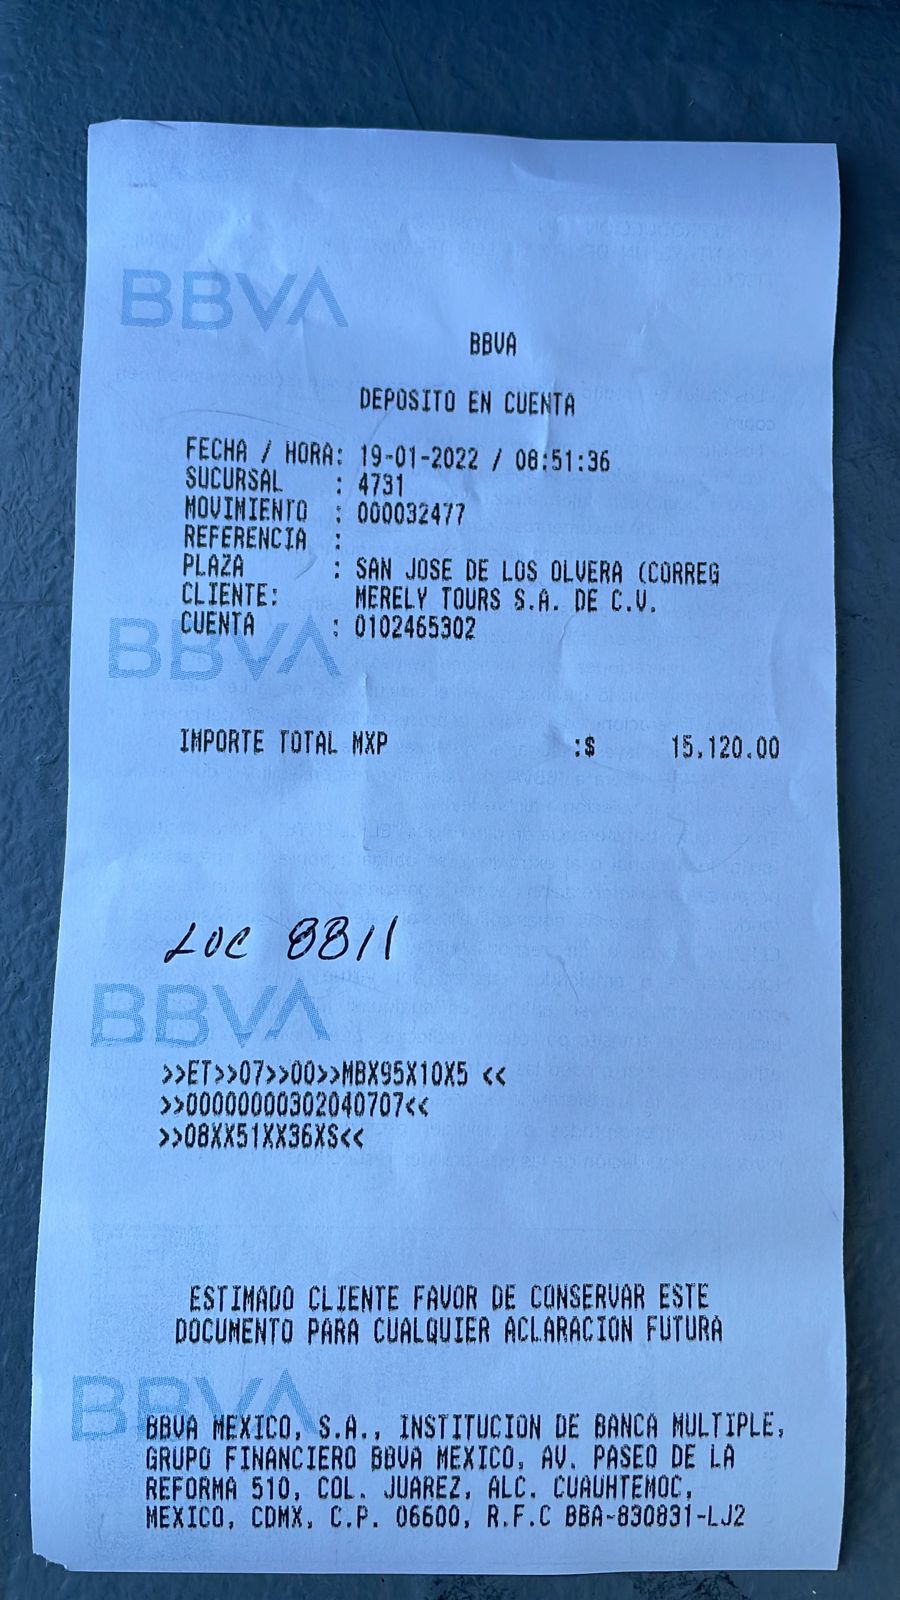 BBVA
BBVA
DEPOSITO EN CUENTA
FECHA / HORA: 19-01-2022 / 08:51:36
SUCURSAL : 4731
MOVIMIENTO : 000032477
REFERENCIA :
PLAZA : SAN JOSE DE LOS OLVERA (CORREG
CLIENTE: MERELY TOURS S.A. DE C.V.
CUENTA : 0102465302
BBVA
IMPORTE TOTAL MXP :$ 15,120.00
LOC 8811
BBVA
>>ET>>07>>00>>MBX95X10X5 <<
>>00000000302040707<<
>>08XX51XX36XS<<
ESTIMADO CLIENTE FAVOR DE CONSERVAR ESTE
DOCUMENTO PARA CUALQUIER ACLARACION FUTURA
BBVA
BBVA MEXICO, S.A., INSTITUCION DE BANCA MULTIPLE,
GRUPO FINANCIERO BBVA MEXICO, AV. PASEO DE LA
REFORMA 510, COL. JUAREZ, ALC. CUAUHTEMOC,
MEXICO, CDMX, C.P. 06600, R.F.C BBA-830831-LJ2